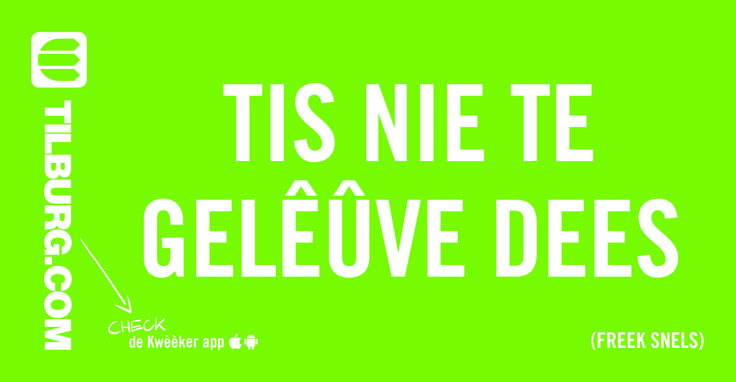 TILBURG.COM
TIS NIE TE
GELÊÛVE DEES
CHECK
de Kwèèker app
(FREEK SNELS)